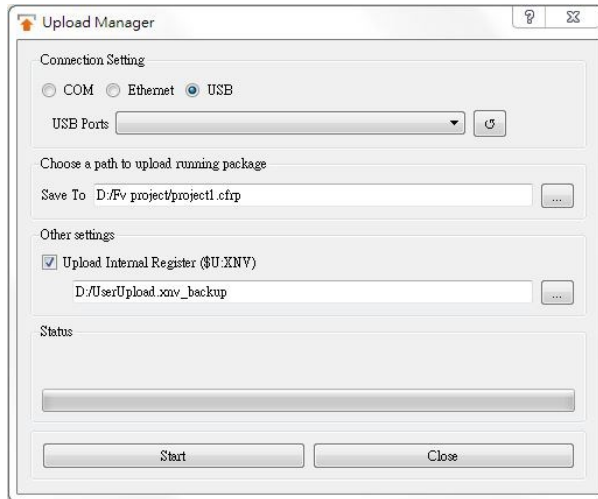 Upload Manager
Connection Setting
COM Ethernet USB
USB Ports
Choose a path to upload running package
Save To D:/Fv project/project1.cfrp ...
Other settings
Upload Internal Register ($U:XNV)
D:/UserUpload.xnv_backup ...
Status
Start Close